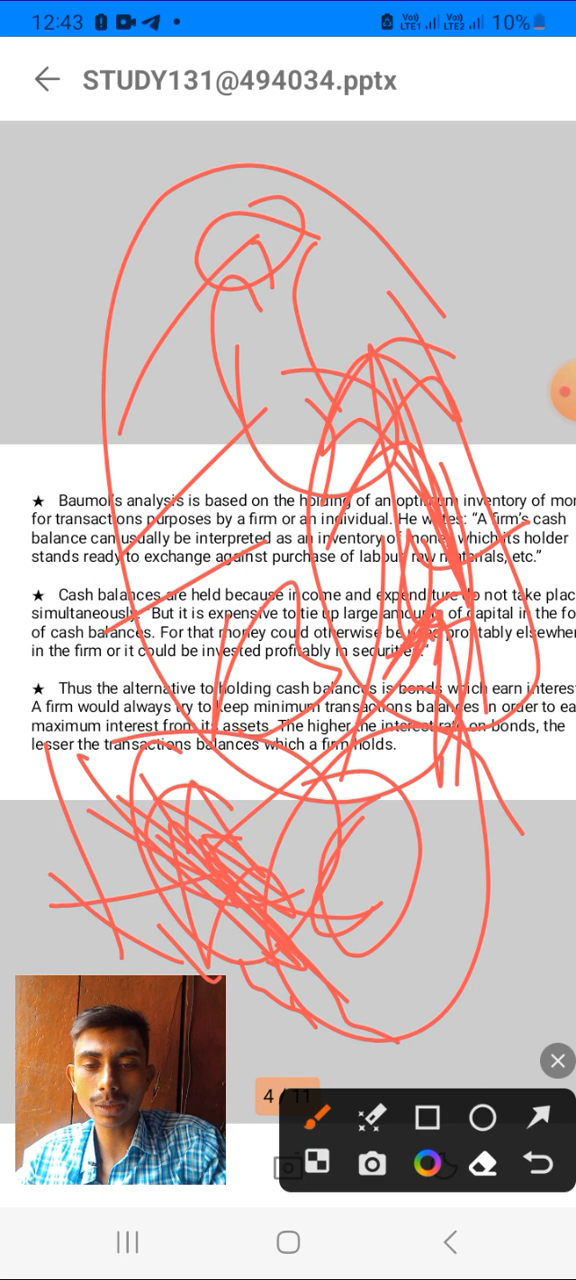 12:43 Vo)) LTE1 Vo)) LTE2 10%
STUDY131@494034.pptx
★ Baumol's analysis is based on the holding of an optimum inventory of mon
for transactions purposes by a firm or an individual. He writes: “A firm's cash
balance can usually be interpreted as an inventory of money which its holder
stands ready to exchange against purchase of labour raw materials, etc.”
★ Cash balances are held because income and expenditure do not take plac
simultaneously. “But it is expensive to tie up large amounts of capital in the fo
of cash balances. For that money could otherwise be used profitably elsewhe
in the firm or it could be invested profitably in securities.”
★ Thus the alternative to holding cash balances is bonds which earn interes
A firm would always try to keep minimum transactions balances in order to ea
maximum interest from its assets. The higher the interest rate on bonds, the
lesser the transactions balances which a firm holds.
4 / 11